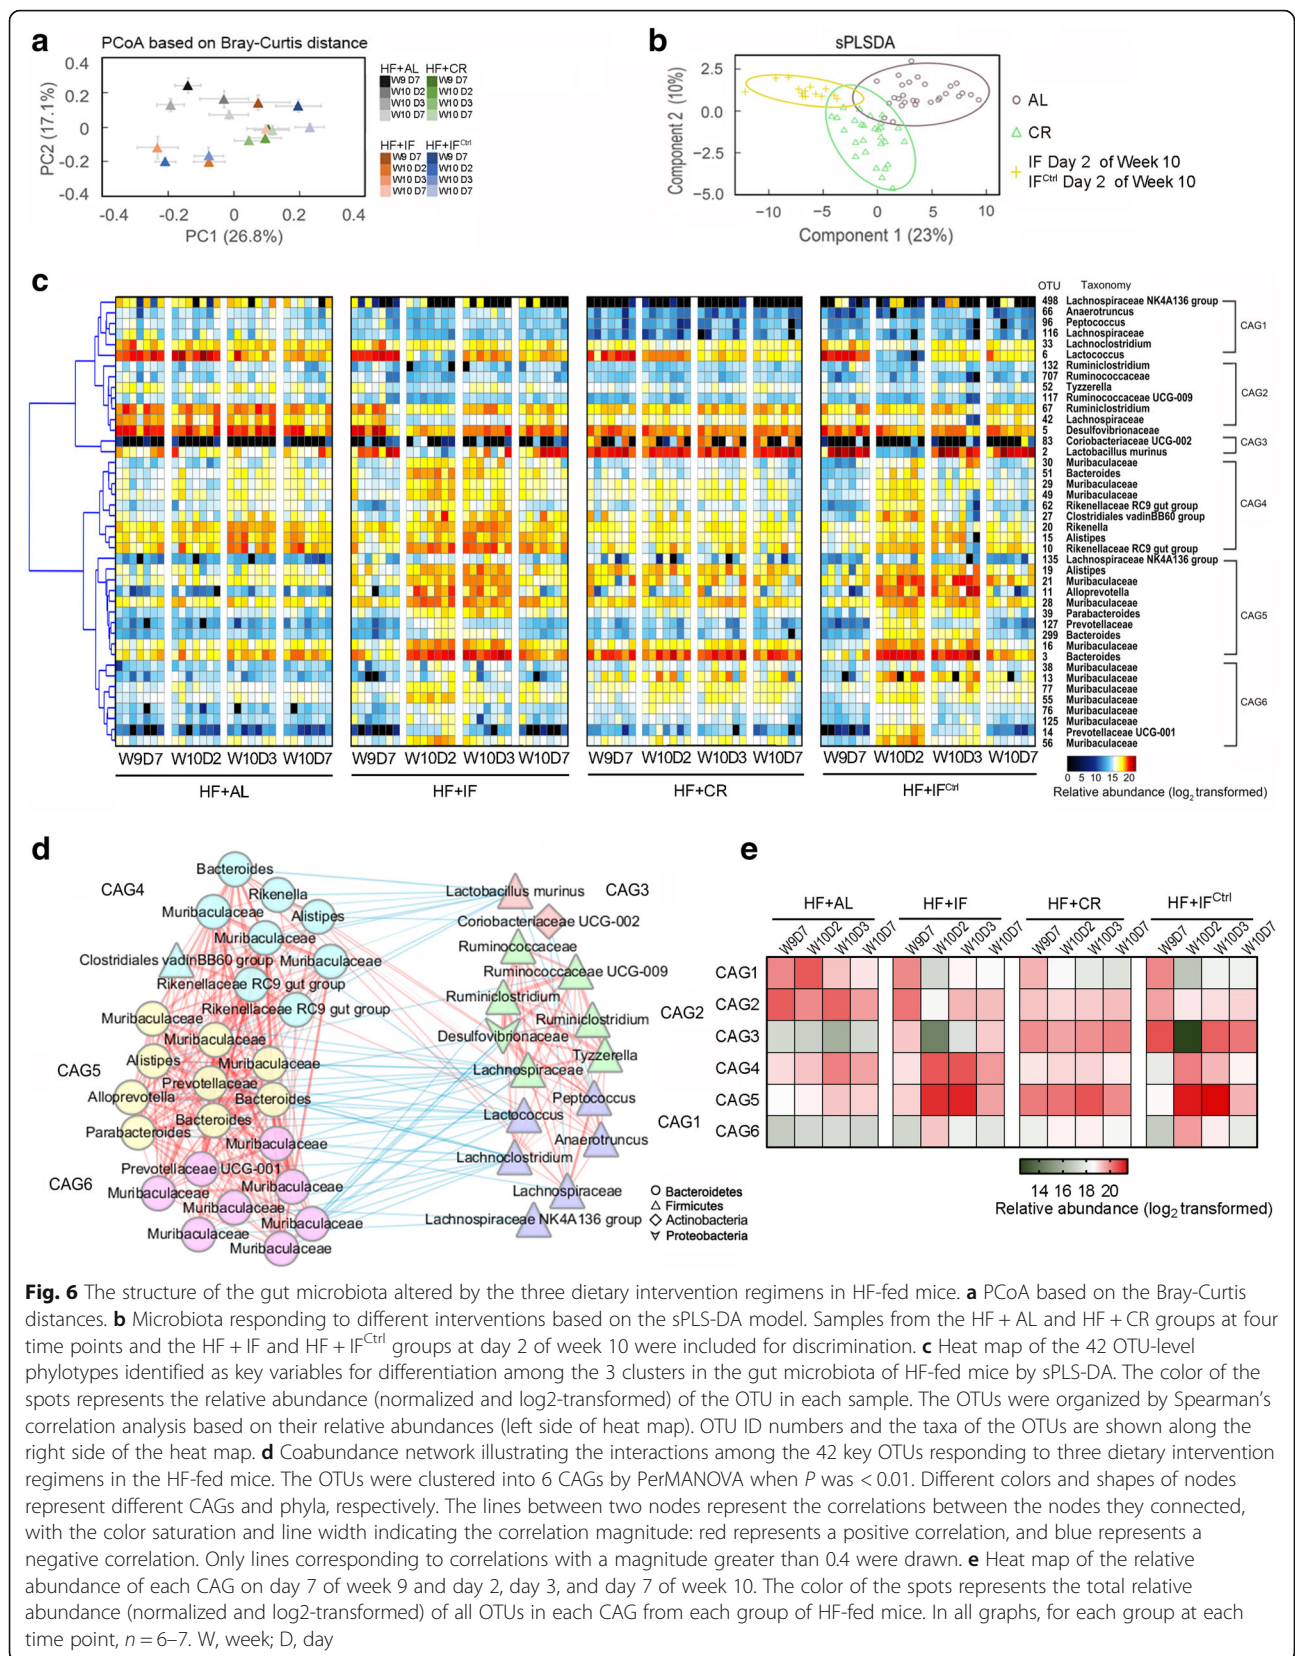 a
PCoA based on Bray-Curtis distance
0.4
0.2
0
-0.2
-0.4
PC2 (17.1%)
-0.4 -0.2 0 0.2 0.4
PC1 (26.8%)
HF+AL HF+CR
W9 D7 W9 D7
W10 D2 W10 D2
W10 D3 W10 D3
W10 D7 W10 D7
HF+IF HF+IFCtrl
W9 D7 W9 D7
W10 D2 W10 D2
W10 D3 W10 D3
W10 D7 W10 D7
b
sPLSDA
2.5
0.0
−2.5
−5.0
Component 2 (10%)
−10 −5 0 5 10
Component 1 (23%)
AL
CR
IF Day 2 of Week 10
IFCtrl Day 2 of Week 10
c
OTU Taxonomy
498 Lachnospiraceae NK4A136 group
66 Anaerotruncus
96 Peptococcus
116 Lachnospiraceae
33 Lachnoclostridium
6 Lactococcus
132 Ruminiclostridium
707 Ruminococcaceae
52 Tyzzerella
117 Ruminococcaceae UCG-009
67 Ruminiclostridium
42 Lachnospiraceae
5 Desulfovibrionaceae
83 Coriobacteriaceae UCG-002
2 Lactobacillus murinus
30 Muribaculaceae
51 Bacteroides
29 Muribaculaceae
49 Muribaculaceae
62 Rikenellaceae RC9 gut group
27 Clostridiales vadinBB60 group
20 Rikenella
15 Alistipes
10 Rikenellaceae RC9 gut group
135 Lachnospiraceae NK4A136 group
19 Alistipes
21 Muribaculaceae
11 Alloprevotella
28 Muribaculaceae
39 Parabacteroides
127 Prevotellaceae
299 Bacteroides
16 Muribaculaceae
3 Bacteroides
38 Muribaculaceae
13 Muribaculaceae
77 Muribaculaceae
55 Muribaculaceae
76 Muribaculaceae
125 Muribaculaceae
14 Prevotellaceae UCG-001
56 Muribaculaceae
CAG1
CAG2
CAG3
CAG4
CAG5
CAG6
W9D7 W10D2 W10D3 W10D7 W9D7 W10D2 W10D3 W10D7 W9D7 W10D2 W10D3 W10D7 W9D7 W10D2 W10D3 W10D7
HF+AL HF+IF HF+CR HF+IFCtrl
0 5 10 15 20
Relative abundance (log2 transformed)
d
CAG4
Bacteroides
Rikenella
Muribaculaceae
Alistipes
Muribaculaceae
Clostridiales vadinBB60 group
Muribaculaceae
Rikenellaceae RC9 gut group
Rikenellaceae RC9 gut group
CAG5
Muribaculaceae
Muribaculaceae
Alistipes
Muribaculaceae
Prevotellaceae
Alloprevotella
Bacteroides
Bacteroides
Parabacteroides
Muribaculaceae
CAG6
Prevotellaceae UCG-001
Muribaculaceae
Muribaculaceae
Muribaculaceae
Muribaculaceae
Muribaculaceae
Muribaculaceae
Lactobacillus murinus
CAG3
Coriobacteriaceae UCG-002
Ruminococcaceae
Ruminococcaceae UCG-009
Ruminiclostridium
CAG2
Ruminiclostridium
Desulfovibrionaceae
Tyzzerella
Lachnospiraceae
Peptococcus
Lactococcus
CAG1
Anaerotruncus
Lachnoclostridium
Lachnospiraceae
Lachnospiraceae NK4A136 group
Bacteroidetes
Firmicutes
Actinobacteria
Proteobacteria
e
HF+AL HF+IF HF+CR HF+IFCtrl
W9D7 W10D2 W10D3 W10D7 W9D7 W10D2 W10D3 W10D7 W9D7 W10D2 W10D3 W10D7 W9D7 W10D2 W10D3 W10D7
CAG1
CAG2
CAG3
CAG4
CAG5
CAG6
14 16 18 20
Relative abundance (log2 transformed)
Fig. 6 The structure of the gut microbiota altered by the three dietary intervention regimens in HF-fed mice. a PCoA based on the Bray-Curtis
distances. b Microbiota responding to different interventions based on the sPLS-DA model. Samples from the HF + AL and HF + CR groups at four
time points and the HF + IF and HF + IFCtrl groups at day 2 of week 10 were included for discrimination. c Heat map of the 42 OTU-level
phylotypes identified as key variables for differentiation among the 3 clusters in the gut microbiota of HF-fed mice by sPLS-DA. The color of the
spots represents the relative abundance (normalized and log2-transformed) of the OTU in each sample. The OTUs were organized by Spearman's
correlation analysis based on their relative abundances (left side of heat map). OTU ID numbers and the taxa of the OTUs are shown along the
right side of the heat map. d Coabundance network illustrating the interactions among the 42 key OTUs responding to three dietary intervention
regimens in the HF-fed mice. The OTUs were clustered into 6 CAGs by PerMANOVA when P was < 0.01. Different colors and shapes of nodes
represent different CAGs and phyla, respectively. The lines between two nodes represent the correlations between the nodes they connected,
with the color saturation and line width indicating the correlation magnitude: red represents a positive correlation, and blue represents a
negative correlation. Only lines corresponding to correlations with a magnitude greater than 0.4 were drawn. e Heat map of the relative
abundance of each CAG on day 7 of week 9 and day 2, day 3, and day 7 of week 10. The color of the spots represents the total relative
abundance (normalized and log2-transformed) of all OTUs in each CAG from each group of HF-fed mice. In all graphs, for each group at each
time point, n = 6–7. W, week; D, day